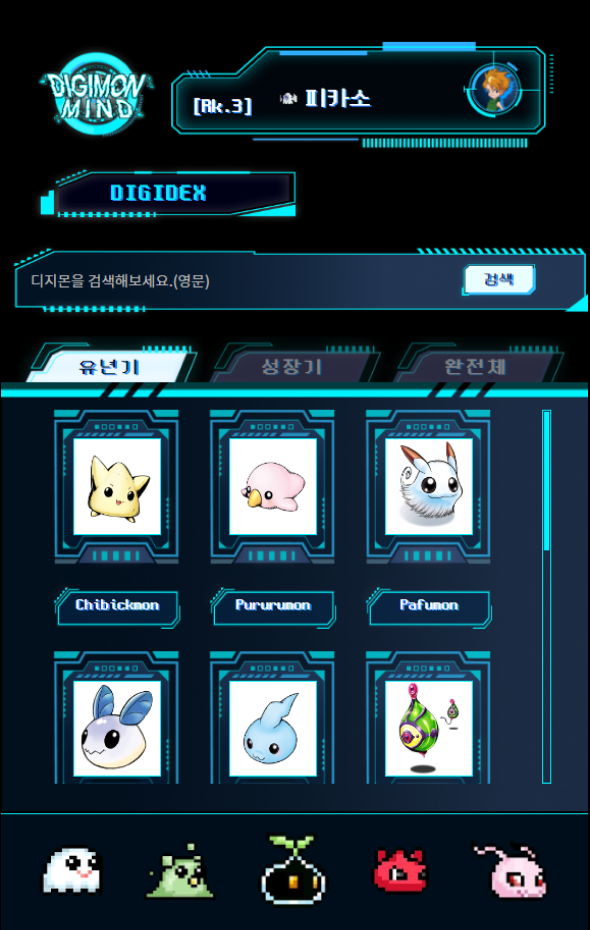 DIGIMON
MIND
[Rk.3] 피카소
DIGIDEX
디지몬을 검색해보세요.(영문)
검색
유년기 성장기 완전체
Chibickmon Pururumon Pafumon